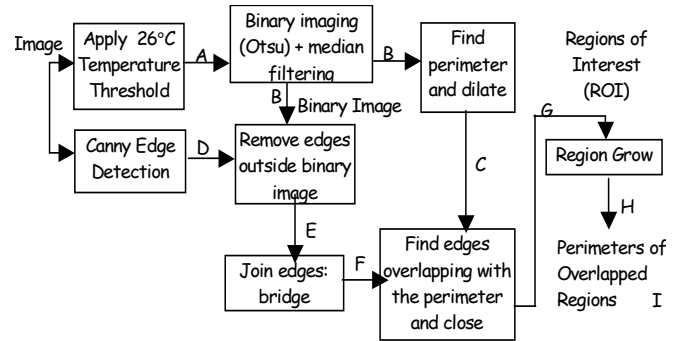 Image
Apply 26°C
Temperature
Threshold
A
Binary imaging
(Otsu) + median
filtering
B
Find
perimeter
and dilate
Regions of
Interest
(ROI)
B
Binary Image
G
Canny Edge
Detection
D
Remove edges
outside binary
image
C
Region Grow
E
H
Join edges:
bridge
F
Find edges
overlapping with
the perimeter
and close
Perimeters of
Overlapped
Regions I